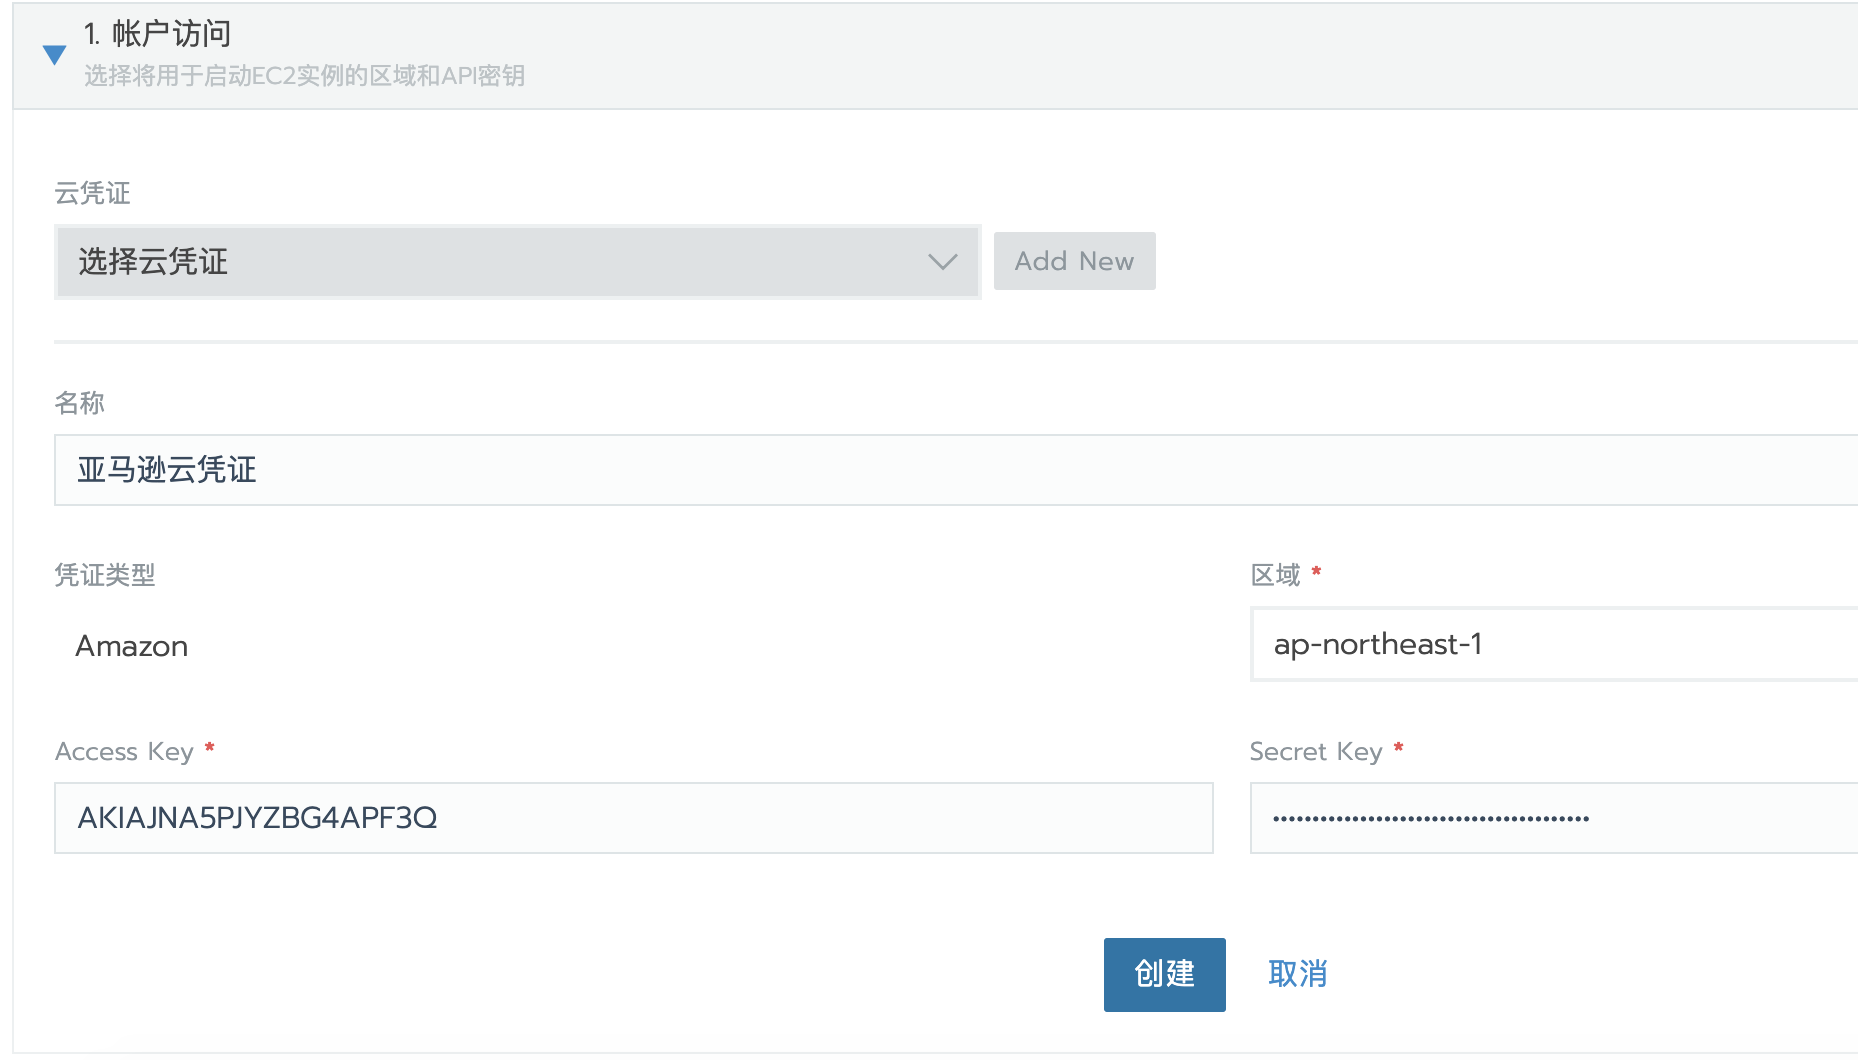 1. 帐户访问
选择将用于启动EC2实例的区域和API密钥
云凭证
选择云凭证
Add New
名称
亚马逊云凭证
凭证类型
区域 *
Amazon
ap-northeast-1
Access Key *
Secret Key *
AKIAJNA5PJYZBG4APF3Q
••••••••••••••••••••••••••••••••••••••••
创建
取消